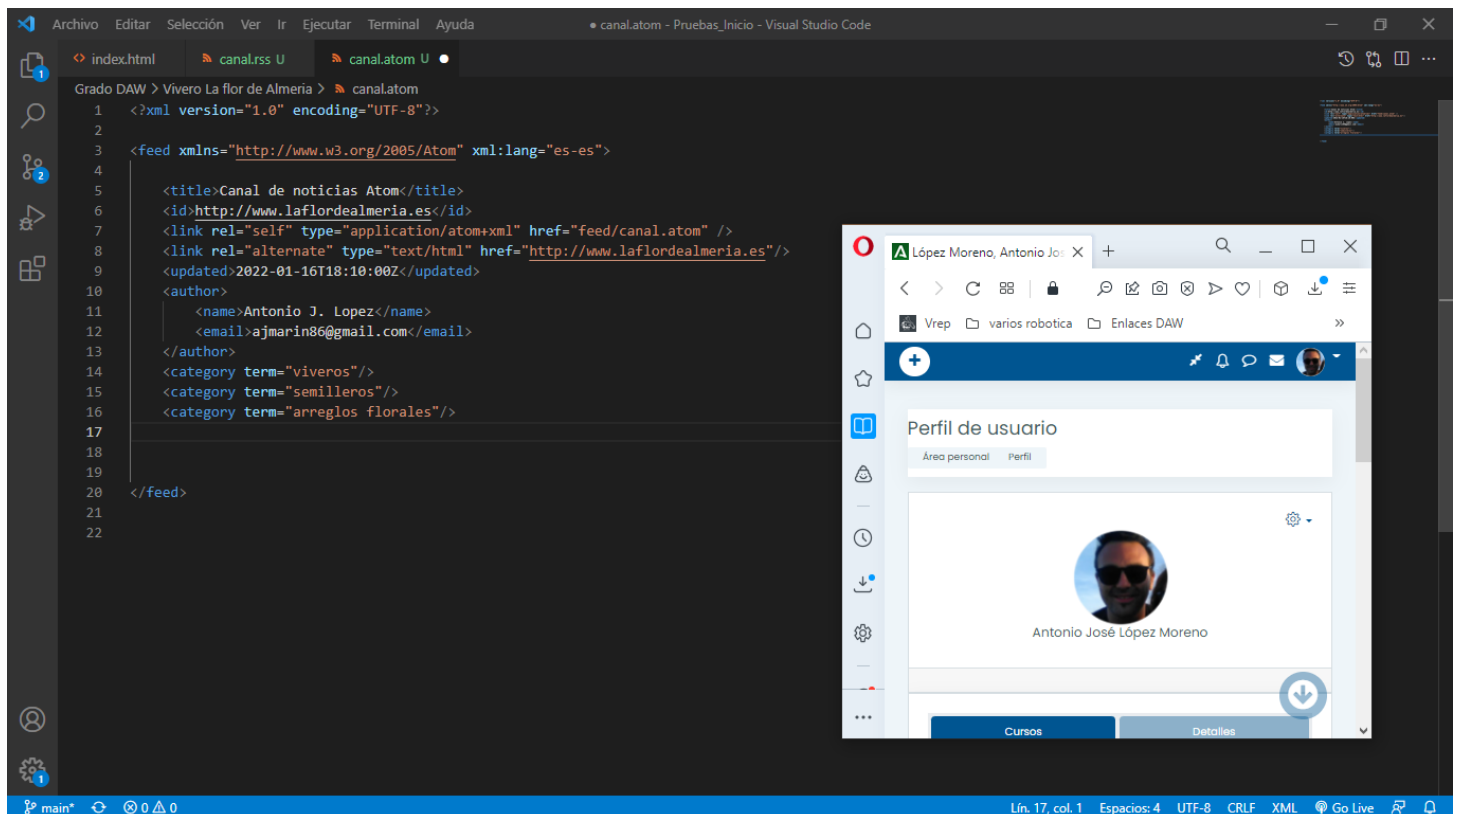 Archivo Editar Selección Ver Ir Ejecutar Terminal Ayuda ● canal.atom - Pruebas_Inicio - Visual Studio Code
index.html canal.rss U canal.atom U ●
Grado DAW > Vivero La flor de Almeria > canal.atom
1 <?xml version="1.0" encoding="UTF-8"?>
2
3 <feed xmlns="http://www.w3.org/2005/Atom" xml:lang="es-es">
4
5 <title>Canal de noticias Atom</title>
6 <id>http://www.laflordealmeria.es</id>
7 <link rel="self" type="application/atom+xml" href="feed/canal.atom" />
8 <link rel="alternate" type="text/html" href="http://www.laflordealmeria.es"/>
9 <updated>2022-01-16T18:10:00Z</updated>
10 <author>
11 <name>Antonio J. Lopez</name>
12 <email>ajmarin86@gmail.com</email>
13 </author>
14 <category term="viveros"/>
15 <category term="semilleros"/>
16 <category term="arreglos florales"/>
17
18
19
20 </feed>
21
22
1
2
1
López Moreno, Antonio Jos
Vrep varios robotica Enlaces DAW »
Perfil de usuario
Área personal Perfil
Antonio José López Moreno
Cursos Detalles
main* 0 0 Lín. 17, col. 1 Espacios: 4 UTF-8 CRLF XML Go Live